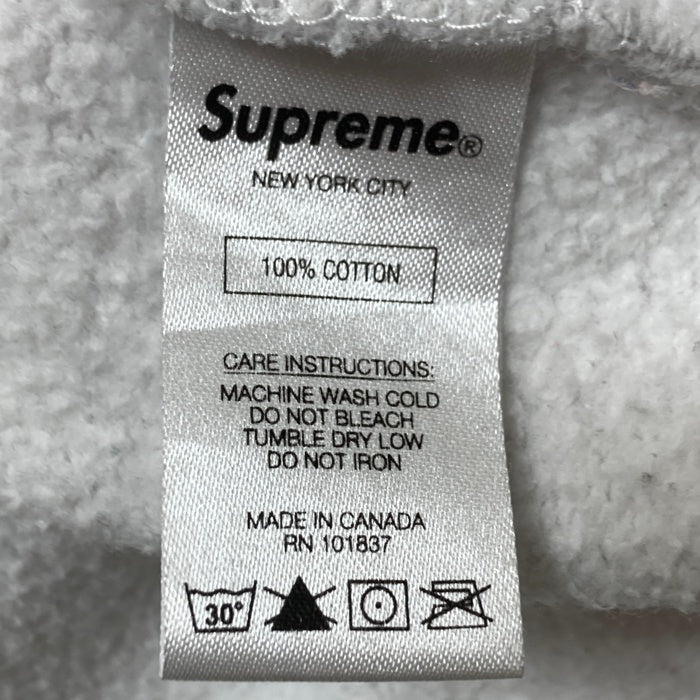 Supreme®
NEW YORK CITY
100% COTTON
CARE INSTRUCTIONS:
MACHINE WASH COLD
DO NOT BLEACH
TUMBLE DRY LOW
DO NOT IRON
MADE IN CANADA
RN 101837
30°